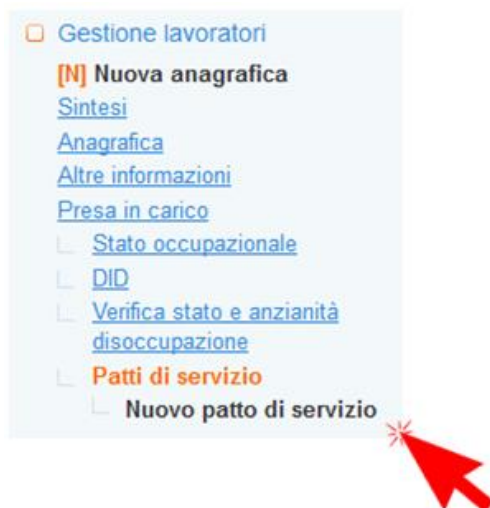 Gestione lavoratori
[N] Nuova anagrafica
Sintesi
Anagrafica
Altre informazioni
Presa in carico
Stato occupazionale
DID
Verifica stato e anzianità
disoccupazione
Patti di servizio
Nuovo patto di servizio